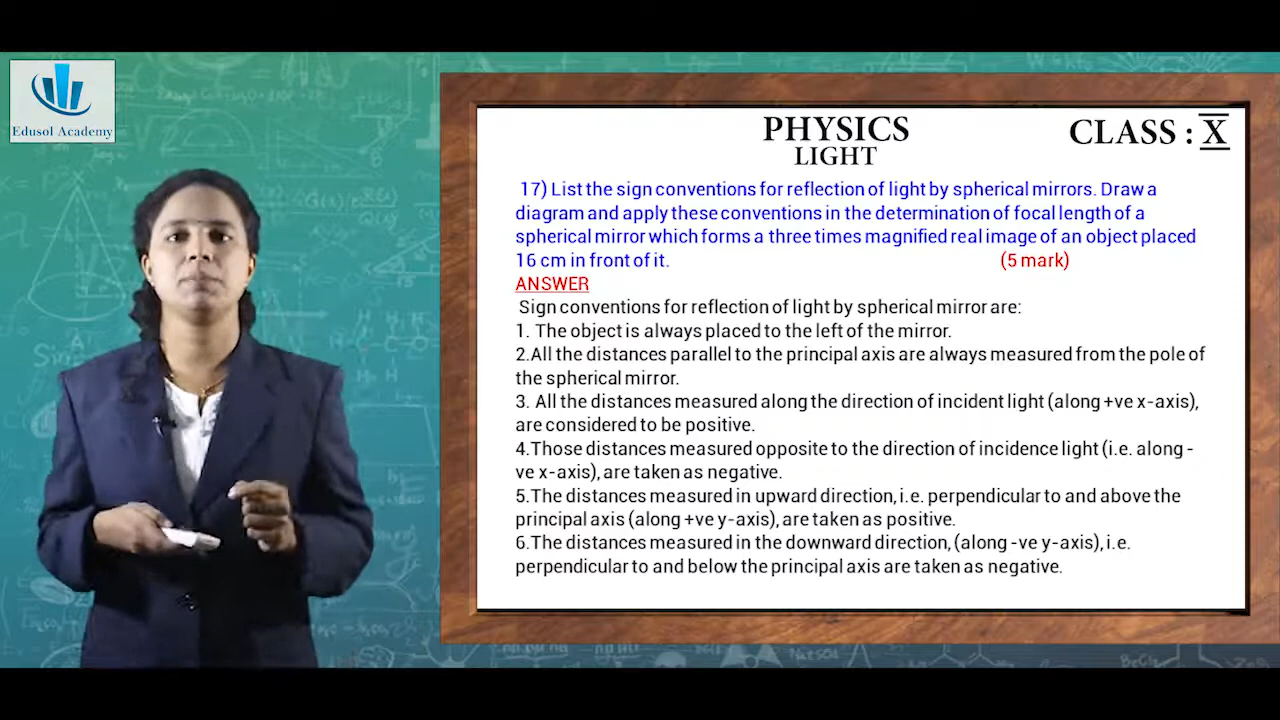 Edusol Academy
PHYSICS
LIGHT
CLASS : X
17) List the sign conventions for reflection of light by spherical mirrors. Draw a
diagram and apply these conventions in the determination of focal length of a
spherical mirror which forms a three times magnified real image of an object placed
16 cm in front of it. (5 mark)
ANSWER
Sign conventions for reflection of light by spherical mirror are:
1. The object is always placed to the left of the mirror.
2.All the distances parallel to the principal axis are always measured from the pole of
the spherical mirror.
3. All the distances measured along the direction of incident light (along +ve x-axis),
are considered to be positive.
4.Those distances measured opposite to the direction of incidence light (i.e. along -
ve x-axis), are taken as negative.
5.The distances measured in upward direction, i.e. perpendicular to and above the
principal axis (along +ve y-axis), are taken as positive.
6.The distances measured in the downward direction, (along -ve y-axis), i.e.
perpendicular to and below the principal axis are taken as negative.